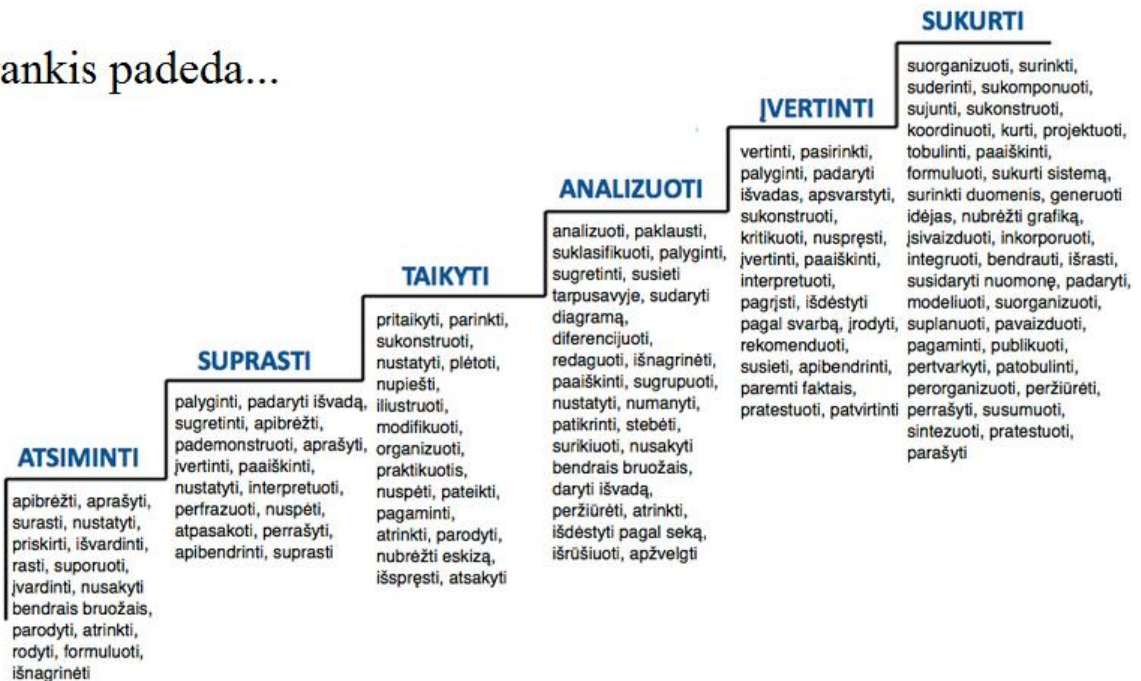 ankis padeda...
ATSIMINTI
apibrėžti, aprašyti,
surasti, nustatyti,
priskirti, išvardinti,
rasti, suporuoti,
įvardinti, nusakyti
bendrais bruožais,
parodyti, atrinkti,
rodyti, formuluoti,
išnagrinėti
SUPRASTI
palyginti, padaryti išvadą,
sugretinti, apibrėžti,
pademonstruoti, aprašyti,
įvertinti, paaiškinti,
nustatyti, interpretuoti,
perfrazuoti, nuspėti,
atpasakoti, perrašyti,
apibendrinti, suprasti
TAIKYTI
pritaikyti, parinkti,
sukonstruoti,
nustatyti, plėtoti,
nupiešti,
iliustruoti,
modifikuoti,
organizuoti,
praktikuotis,
nuspėti, pateikti,
pagaminti,
atrinkti, parodyti,
nubrėžti eskizą,
išspręsti, atsakyti
ANALIZUOTI
analizuoti, paklausti,
suklasifikuoti, palyginti,
sugretinti, susieti
tarpusavyje, sudaryti
diagramą,
diferencijuoti,
redaguoti, išnagrinėti,
paaiškinti, sugrupuoti,
nustatyti, numanyti,
patikrinti, stebėti,
surikiuoti, nusakyti
bendrais bruožais,
daryti išvadą,
peržiūrėti, atrinkti,
išdėstyti pagal seką,
išrūšiuoti, apžvelgti
ĮVERTINTI
vertinti, pasirinkti,
palyginti, padaryti
išvadas, apsvarstyti,
sukonstruoti,
kritikuoti, nuspręsti,
įvertinti, paaiškinti,
interpretuoti,
pagrįsti, išdėstyti
pagal svarbą, įrodyti,
rekomenduoti,
susieti, apibendrinti,
paremti faktais,
pratestuoti, patvirtinti
SUKURTI
suorganizuoti, surinkti,
suderinti, sukomponuoti,
sujunti, sukonstruoti,
koordinuoti, kurti, projektuoti,
tobulinti, paaiškinti,
formuluoti, sukurti sistemą,
surinkti duomenis, generuoti
idėjas, nubrėžti grafiką,
įsivaizduoti, inkorporuoti,
integruoti, bendrauti, išrasti,
susidaryti nuomonę, padaryti,
modeliuoti, suorganizuoti,
suplanuoti, pavaizduoti,
pagaminti, publikuoti,
pertvarkyti, patobulinti,
perorganizuoti, peržiūrėti,
perrašyti, susumuoti,
sintezuoti, pratestuoti,
parašyti